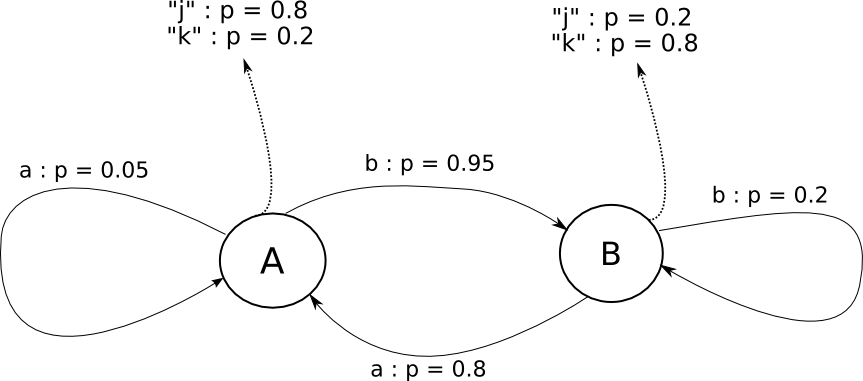 "j" : p = 0.8
"k" : p = 0.2
"j" : p = 0.2
"k" : p = 0.8
a : p = 0.05
b : p = 0.95
b : p = 0.2
A
B
a : p = 0.8